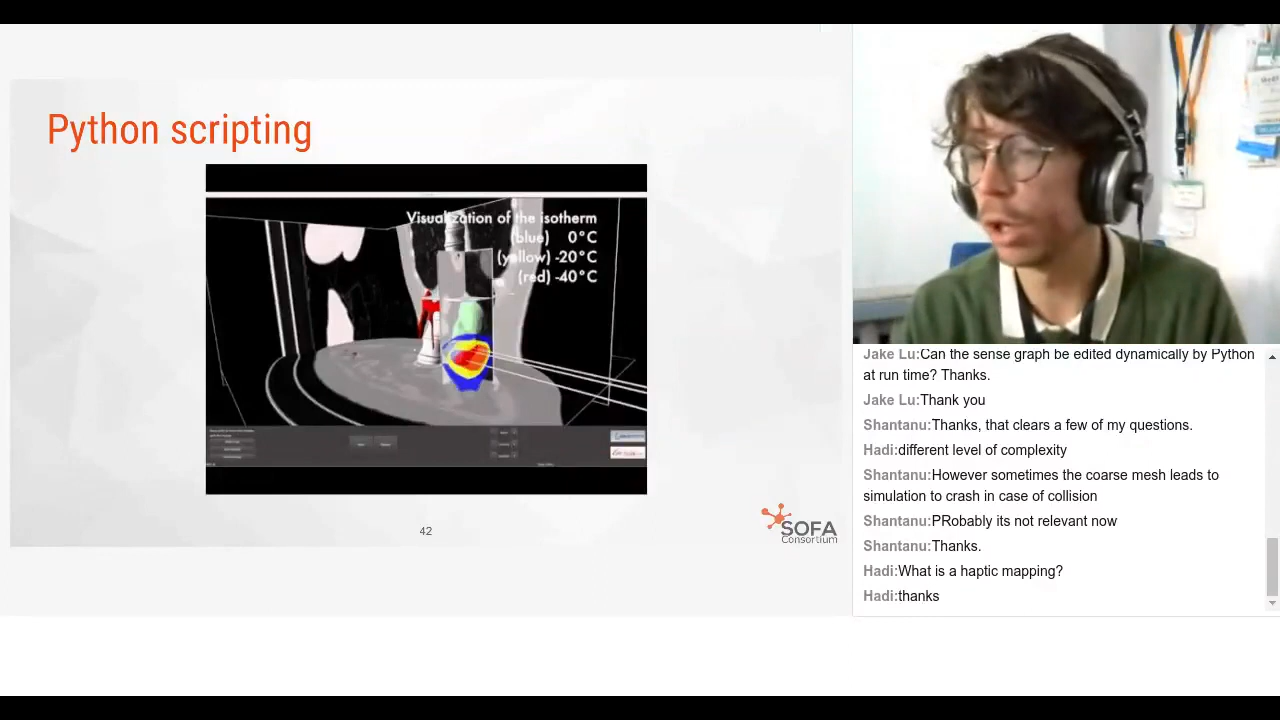 Python scripting
Visualization of the isotherm
(blue) 0°C
(yellow) -20°C
(red) -40°C
42
SOFA
Consortium
Jake Lu:Can the sense graph be edited dynamically by Python
at run time? Thanks.
Jake Lu:Thank you
Shantanu:Thanks, that clears a few of my questions.
Hadi:different level of complexity
Shantanu:However sometimes the coarse mesh leads to
simulation to crash in case of collision
Shantanu:PRobably its not relevant now
Shantanu:Thanks.
Hadi:What is a haptic mapping?
Hadi:thanks